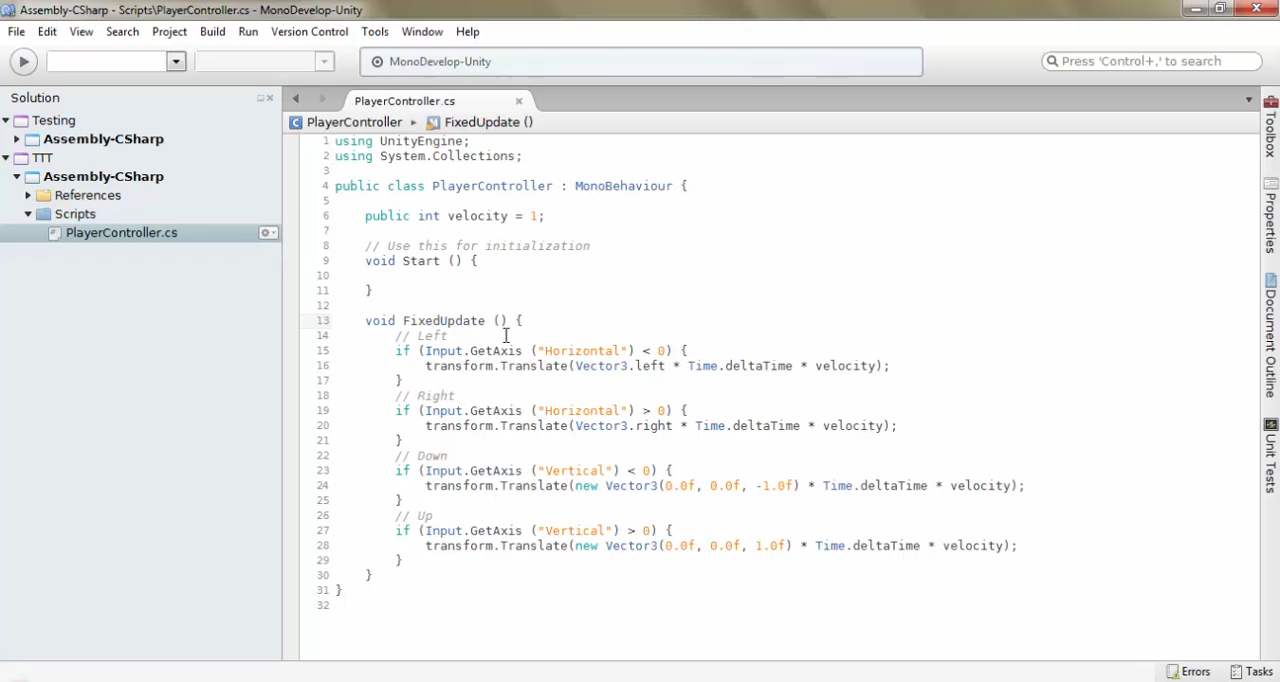 Assembly-CSharp - Scripts\PlayerController.cs - MonoDevelop-Unity
File Edit View Search Project Build Run Version Control Tools Window Help
MonoDevelop-Unity
Press 'Control+,' to search
Solution
Testing
Assembly-CSharp
TTT
Assembly-CSharp
References
Scripts
PlayerController.cs
PlayerController.cs
PlayerController ▸ FixedUpdate ()
1 using UnityEngine;
2 using System.Collections;
3
4 public class PlayerController : MonoBehaviour {
5
6 public int velocity = 1;
7
8 // Use this for initialization
9 void Start () {
10
11 }
12
13 void FixedUpdate () {
14 // Left
15 if (Input.GetAxis ("Horizontal") < 0) {
16 transform.Translate(Vector3.left * Time.deltaTime * velocity);
17 }
18 // Right
19 if (Input.GetAxis ("Horizontal") > 0) {
20 transform.Translate(Vector3.right * Time.deltaTime * velocity);
21 }
22 // Down
23 if (Input.GetAxis ("Vertical") < 0) {
24 transform.Translate(new Vector3(0.0f, 0.0f, -1.0f) * Time.deltaTime * velocity);
25 }
26 // Up
27 if (Input.GetAxis ("Vertical") > 0) {
28 transform.Translate(new Vector3(0.0f, 0.0f, 1.0f) * Time.deltaTime * velocity);
29 }
30 }
31 }
32
Toolbox
Properties
Document Outline
Unit Tests
Errors Tasks